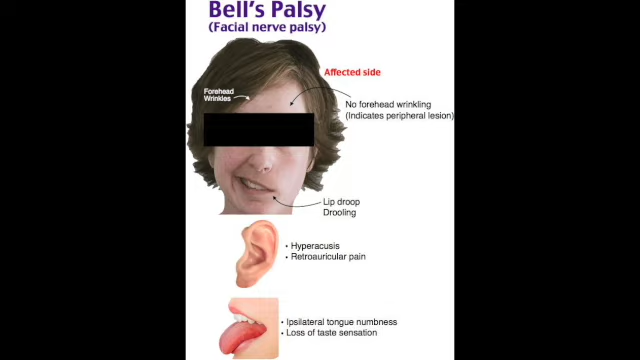 Bell's Palsy
(Facial nerve palsy)
Affected side
Forehead
Wrinkles
No forehead wrinkling
(Indicates peripheral lesion)
Lip droop
Drooling
• Hyperacusis
• Retroauricular pain
• Ipsilateral tongue numbness
• Loss of taste sensation